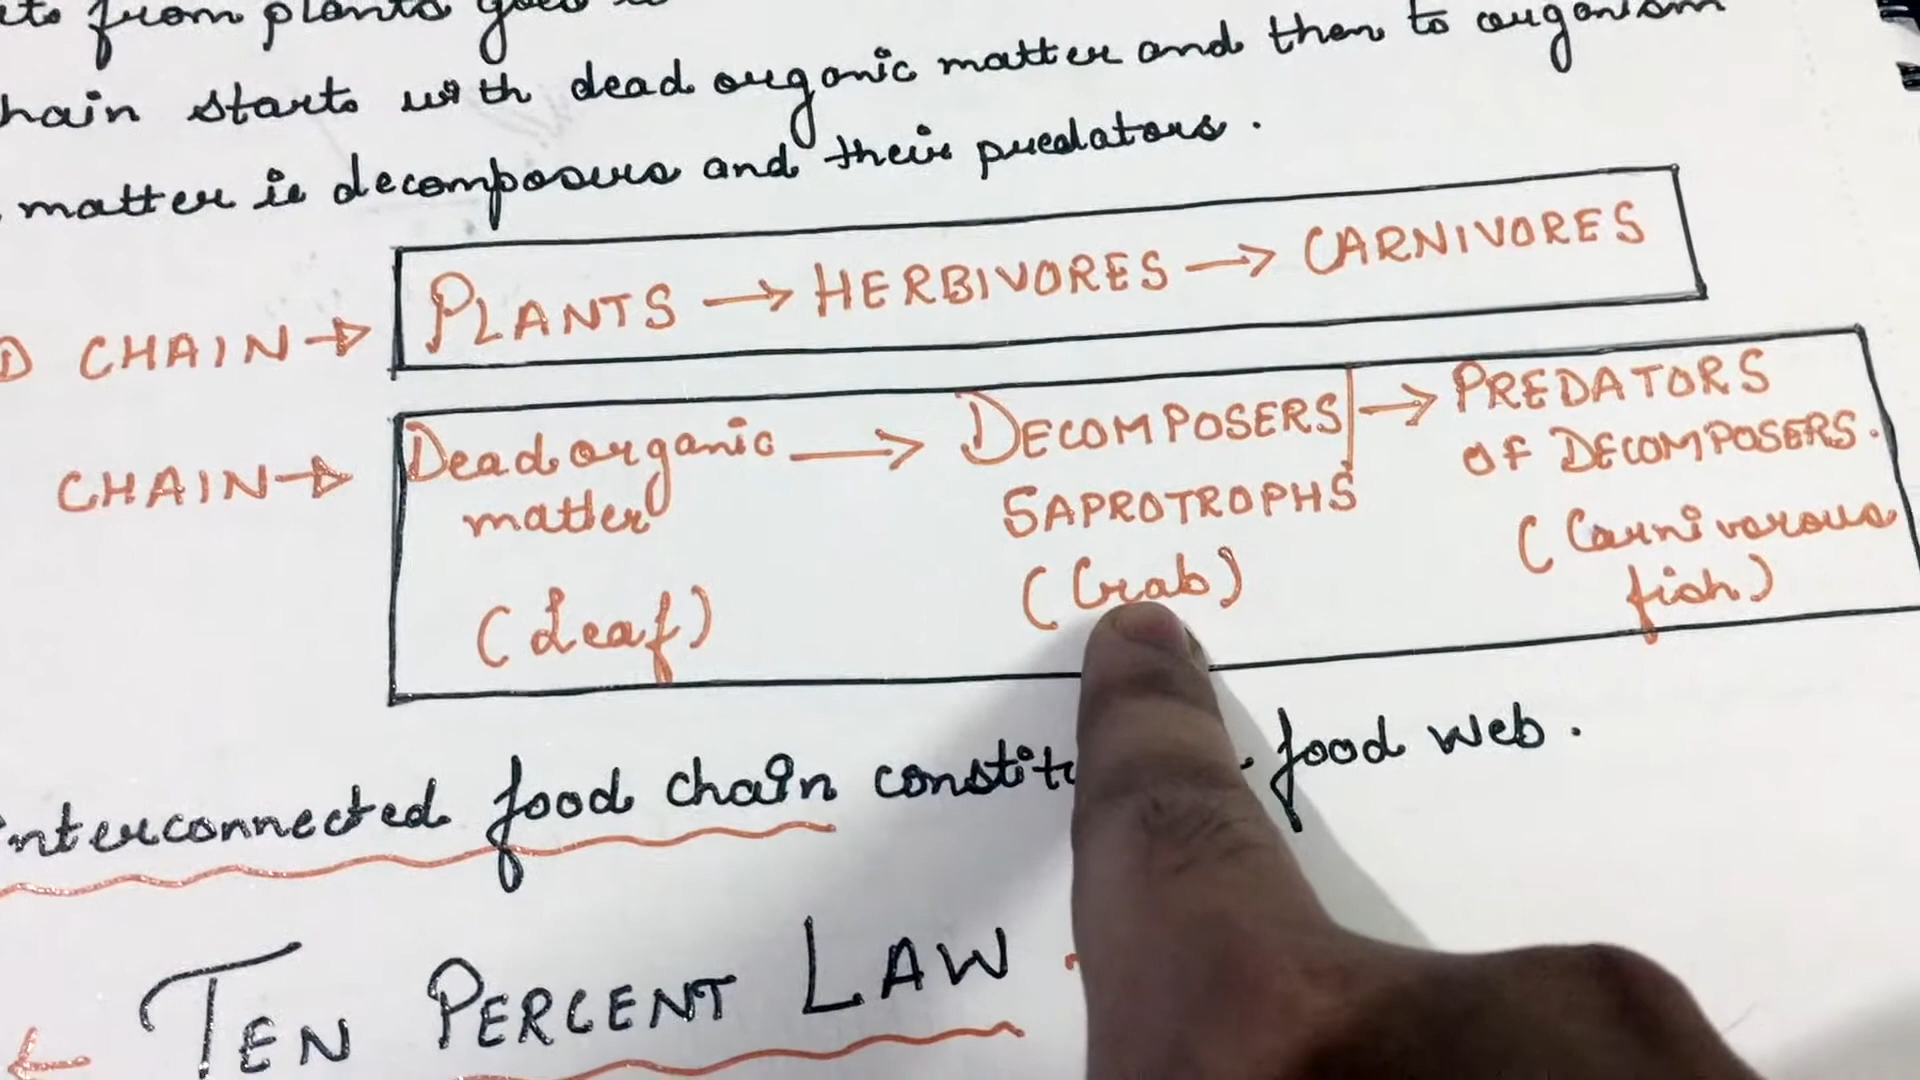 from plants goes
chain starts with dead organic matter and then to organism
matter is decomposers and their predators.
D CHAIN → PLANTS → HERBIVORES → CARNIVORES
CHAIN → Dead organic matter → DECOMPOSERS → PREDATORS
SAPROTROPHS OF DECOMPOSERS.
(Leaf) (Crab) (Carnivorous fish)
interconnected food chain food web.
← TEN PERCENT LAW